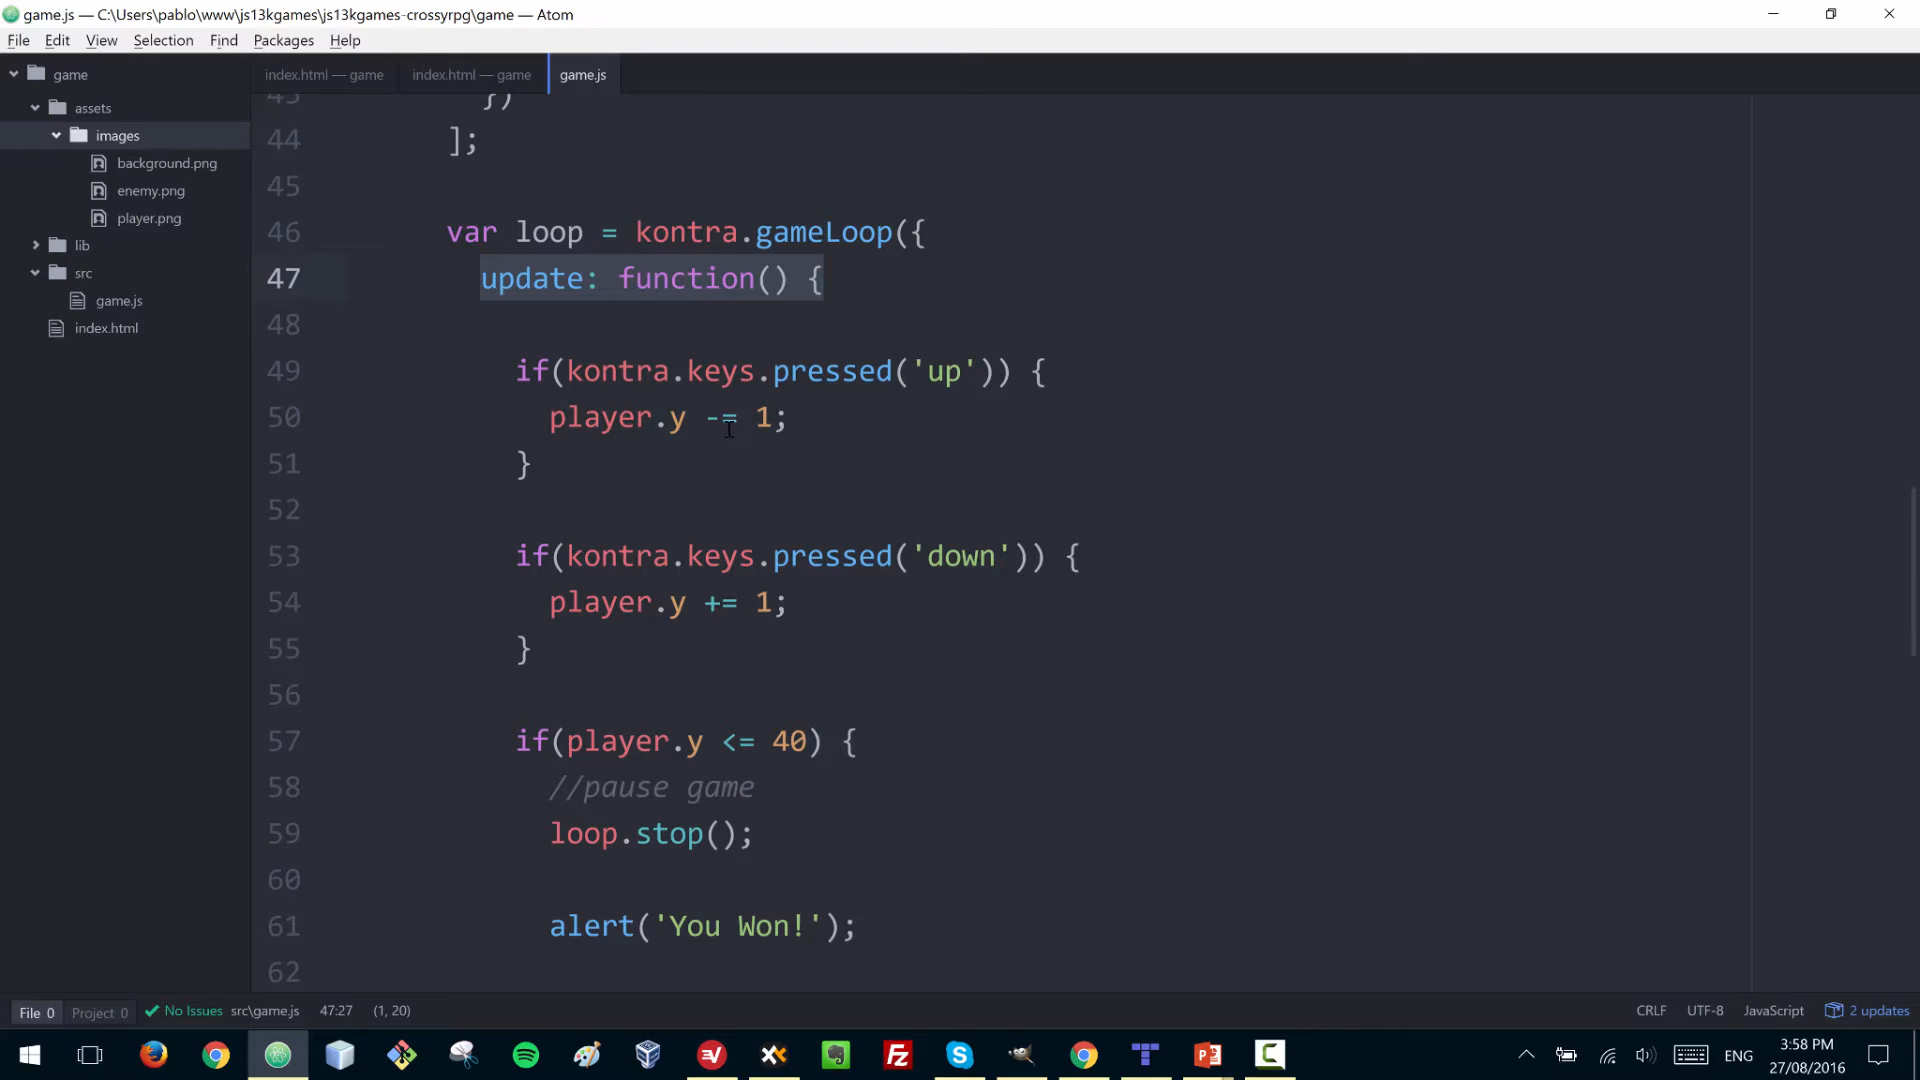 game.js — C:\Users\pablo\www\js13kgames\js13kgames-crossyrpg\game — Atom
File Edit View Selection Find Packages Help
game
assets
images
background.png
enemy.png
player.png
lib
src
game.js
index.html
index.html — game index.html — game game.js
43 })
44 ];
45
46 var loop = kontra.gameLoop({
47 update: function() {
48
49 if(kontra.keys.pressed('up')) {
50 player.y -= 1;
51 }
52
53 if(kontra.keys.pressed('down')) {
54 player.y += 1;
55 }
56
57 if(player.y <= 40) {
58 //pause game
59 loop.stop();
60
61 alert('You Won!');
62
File 0 Project 0 No Issues src\game.js 47:27 (1, 20) CRLF UTF-8 JavaScript 2 updates
ENG 3:58 PM
27/08/2016